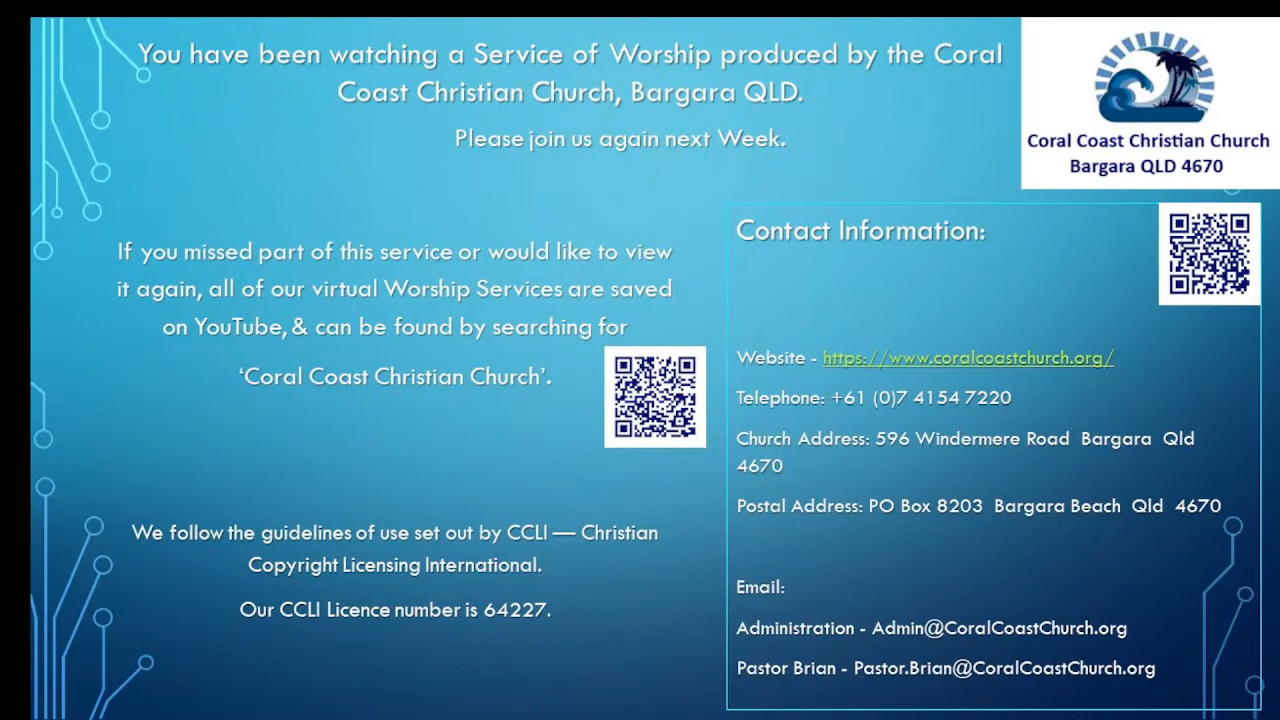 You have been watching a Service of Worship produced by the Coral
Coast Christian Church, Bargara QLD.
Please join us again next Week.
Coral Coast Christian Church
Bargara QLD 4670
If you missed part of this service or would like to view
it again, all of our virtual Worship Services are saved
on YouTube, & can be found by searching for
‘Coral Coast Christian Church’.
We follow the guidelines of use set out by CCLI — Christian
Copyright Licensing International.
Our CCLI Licence number is 64227.
Contact Information:
Website - https://www.coralcoastchurch.org/
Telephone: +61 (0)7 4154 7220
Church Address: 596 Windermere Road Bargara Qld
4670
Postal Address: PO Box 8203 Bargara Beach Qld 4670
Email:
Administration - Admin@CoralCoastChurch.org
Pastor Brian - Pastor.Brian@CoralCoastChurch.org